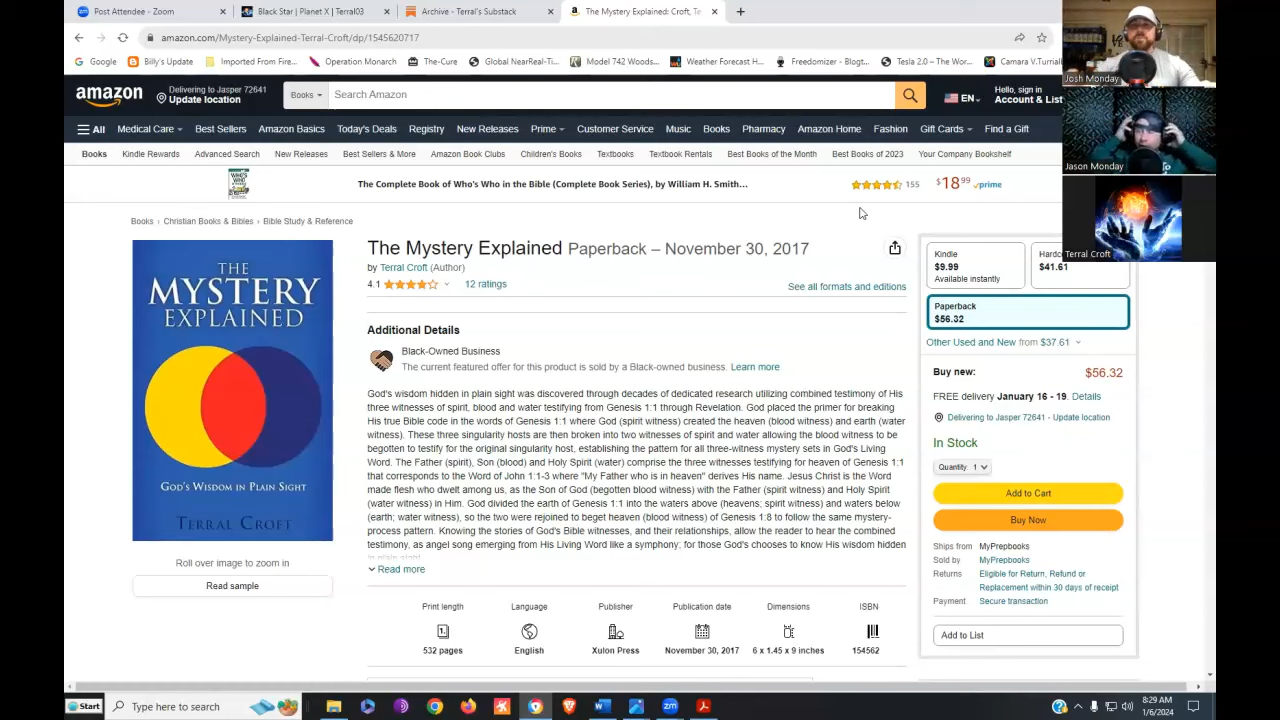 Post Attendee - Zoom
Black Star | Planet X | Terral03
Archive - Terral's Substack
The Mystery Explained: Croft, Te
amazon.com/Mystery-Explained-Terral-Croft/dp/1545620717
Google
Billy's Update
Imported From Fire...
Operation Monarch
the-Cure
Global NearReal-Ti...
Model 742 Woods...
Weather Forecast H...
Freedomizer - Blogt...
Tesla 2.0 – The Wor...
Camara V.Turrial
Josh Monday
amazon
Delivering to Jasper 72641
Update location
Books
Search Amazon
EN
Hello, sign in
Account & List
All
Medical Care
Best Sellers
Amazon Basics
Today's Deals
Registry
New Releases
Prime
Customer Service
Music
Books
Pharmacy
Amazon Home
Fashion
Gift Cards
Find a Gift
Books
Kindle Rewards
Advanced Search
New Releases
Best Sellers & More
Amazon Book Clubs
Children's Books
Textbooks
Textbook Rentals
Best Books of the Month
Best Books of 2023
Your Company Bookshelf
Jason Monday
The Complete Book of Who's Who in the Bible (Complete Book Series), by William H. Smith...
155
$18.99
prime
Books › Christian Books & Bibles › Bible Study & Reference
Terral Croft
THE
MYSTERY
EXPLAINED
GOD'S WISDOM IN PLAIN SIGHT
TERRAL CROFT
Roll over image to zoom in
Read sample
The Mystery Explained Paperback – November 30, 2017
by Terral Croft (Author)
4.1
12 ratings
See all formats and editions
Additional Details
Black-Owned Business
The current featured offer for this product is sold by a Black-owned business. Learn more
God's wisdom hidden in plain sight was discovered through decades of dedicated research utilizing combined testimony of His
three witnesses of spirit, blood and water testifying from Genesis 1:1 through Revelation. God placed the primer for breaking
His true Bible code in the words of Genesis 1:1 where God (spirit witness) created the heaven (blood witness) and earth (water
witness). These three singularity hosts are then broken into two witnesses of spirit and water allowing the blood witness to be
begotten to testify for the original singularity host, establishing the pattern for all three-witness mystery sets in God's Living
Word. The Father (spirit), Son (blood) and Holy Spirit (water) comprise the three witnesses testifying for heaven of Genesis 1:1
that corresponds to the Word of John 1:1-3 where "My Father who is in heaven" derives His name. Jesus Christ is the Word
made flesh who dwelt among us, as the Son of God (begotten blood witness) with the Father (spirit witness) and Holy Spirit
(water witness) in Him. God divided the earth of Genesis 1:1 into the waters above (heavens; spirit witness) and waters below
(earth; water witness), so the two were rejoined to beget heaven (blood witness) of Genesis 1:8 to follow the same mystery-
process pattern. Knowing the stories of God's Bible witnesses, and their relationships, allow the reader to hear the combined
testimony, as angel song emerging from His Living Word like a symphony; for those God's chooses to know His wisdom hidden
in plain sight.
Read more
Print length
532 pages
Language
English
Publisher
Xulon Press
Publication date
November 30, 2017
Dimensions
6 x 1.45 x 9 inches
ISBN
154562
Kindle
$9.99
Available instantly
Hardc
$41.61
Paperback
$56.32
Other Used and New from $37.61
Buy new:
$56.32
FREE delivery January 16 - 19. Details
Delivering to Jasper 72641 - Update location
In Stock
Quantity: 1
Add to Cart
Buy Now
Ships from
MyPrepbooks
Sold by
MyPrepbooks
Returns
Eligible for Return, Refund or
Replacement within 30 days of receipt
Payment
Secure transaction
Add to List
Start
Type here to search
8:29 AM
1/6/2024